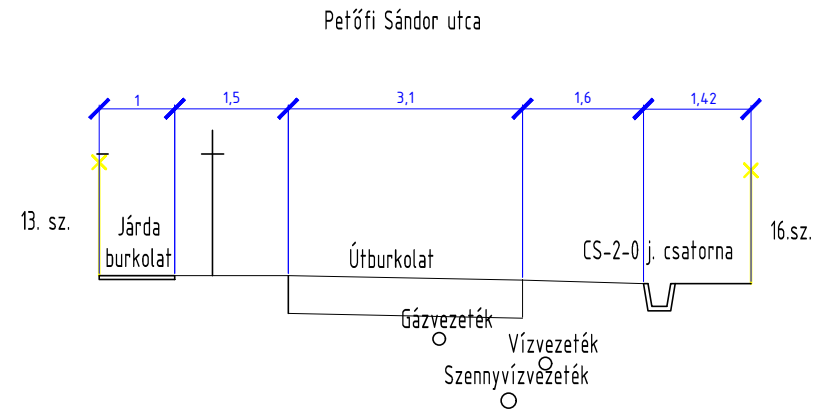 Petőfi Sándor utca
1
1,5
3,1
1,6
1,42
13. sz.
Járda
burkolat
Útburkolat
CS-2-0 j. csatorna
16.sz.
Gázvezeték
Vízvezeték
Szennyvízvezeték